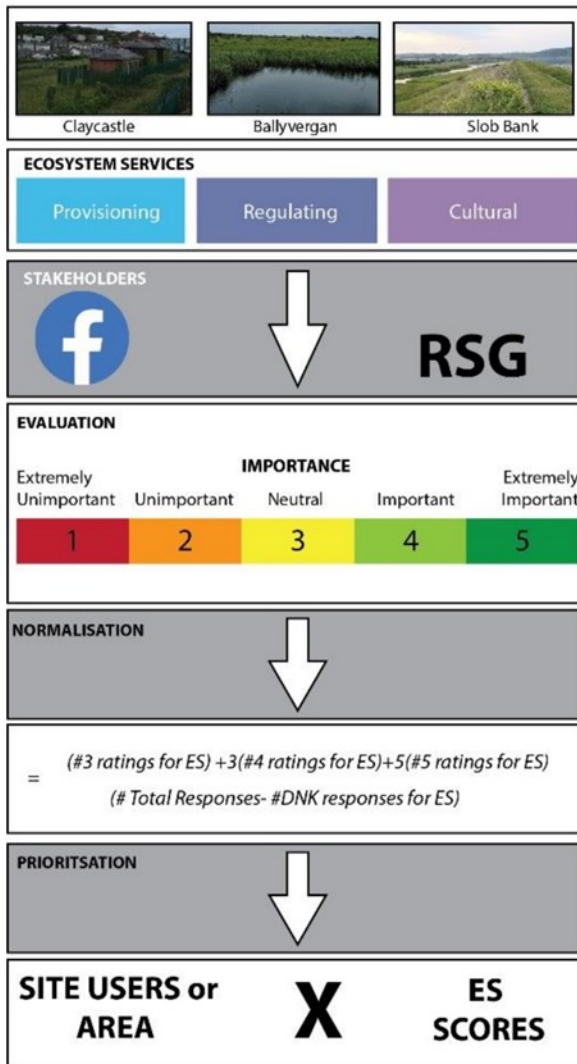 Claycastle Ballyvergan Slob Bank
ECOSYSTEM SERVICES
Provisioning Regulating Cultural
STAKEHOLDERS
f RSG
EVALUATION
IMPORTANCE
Extremely Unimportant Unimportant Neutral Important Extremely Important
1 2 3 4 5
NORMALISATION
= (#3 ratings for ES) +3(#4 ratings for ES)+5(#5 ratings for ES)
(# Total Responses- #DNK responses for ES)
PRIORITSATION
SITE USERS or AREA X ES SCORES